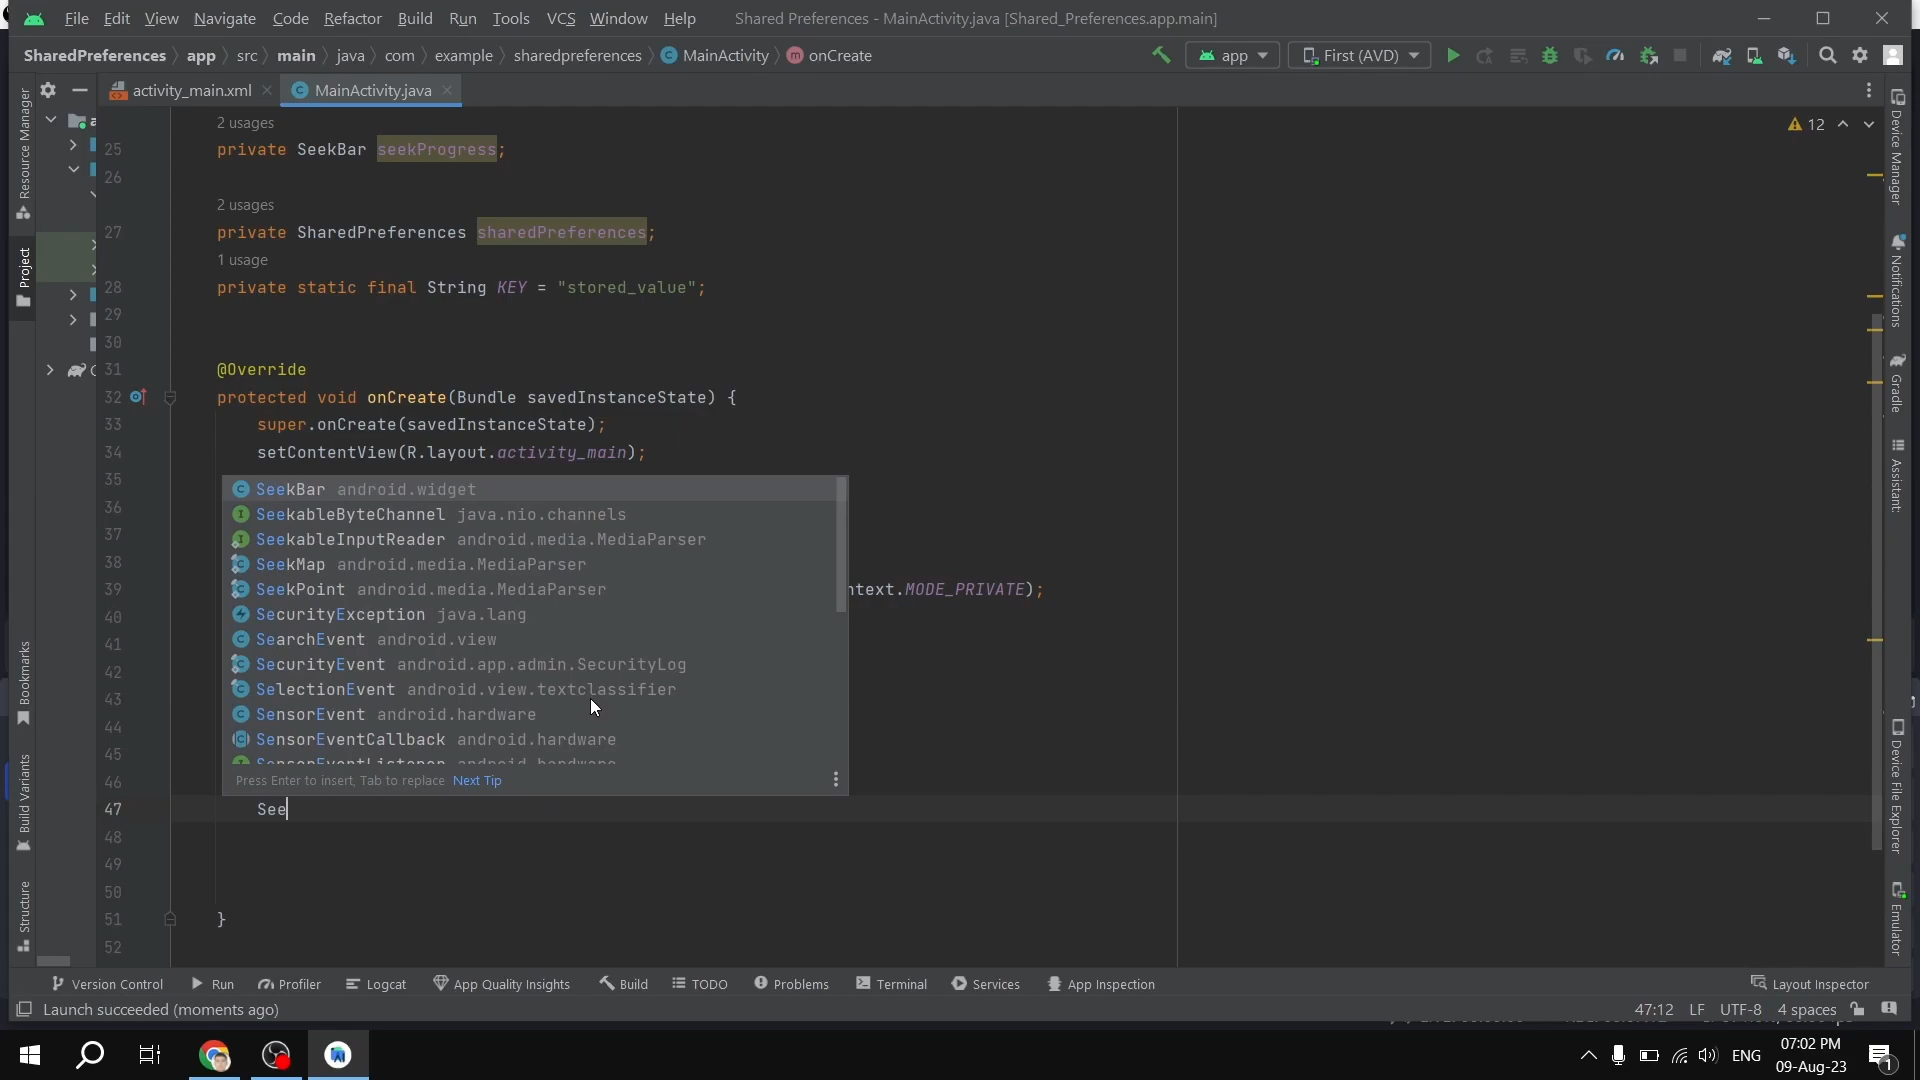 File Edit View Navigate Code Refactor Build Run Tools VCS Window Help Shared Preferences - MainActivity.java [Shared_Preferences.app.main]
SharedPreferences app src main java com example sharedpreferences MainActivity onCreate app First (AVD)
activity_main.xml MainActivity.java
12
2 usages
25 private SeekBar seekProgress;
26
2 usages
27 private SharedPreferences sharedPreferences;
1 usage
28 private static final String KEY = "stored_value";
29
30
31 @Override
32 protected void onCreate(Bundle savedInstanceState) {
33 super.onCreate(savedInstanceState);
34 setContentView(R.layout.activity_main);
35
36
37
38
39 ntext.MODE_PRIVATE);
40
41
42
43
44
45
46
SeekBar android.widget
SeekableByteChannel java.nio.channels
SeekableInputReader android.media.MediaParser
SeekMap android.media.MediaParser
SeekPoint android.media.MediaParser
SecurityException java.lang
SearchEvent android.view
SecurityEvent android.app.admin.SecurityLog
SelectionEvent android.view.textclassifier
SensorEvent android.hardware
SensorEventCallback android.hardware
SensorEventListener android.hardware
Press Enter to insert, Tab to replace Next Tip
47 See
48
49
50
51 }
52
Resource Manager
Project
Bookmarks
Build Variants
Structure
Device Manager
Notifications
Gradle
Assistant:
Device File Explorer
Emulator
Version Control Run Profiler Logcat App Quality Insights Build TODO Problems Terminal Services App Inspection Layout Inspector
Launch succeeded (moments ago) 47:12 LF UTF-8 4 spaces
ENG 07:02 PM
09-Aug-23 1